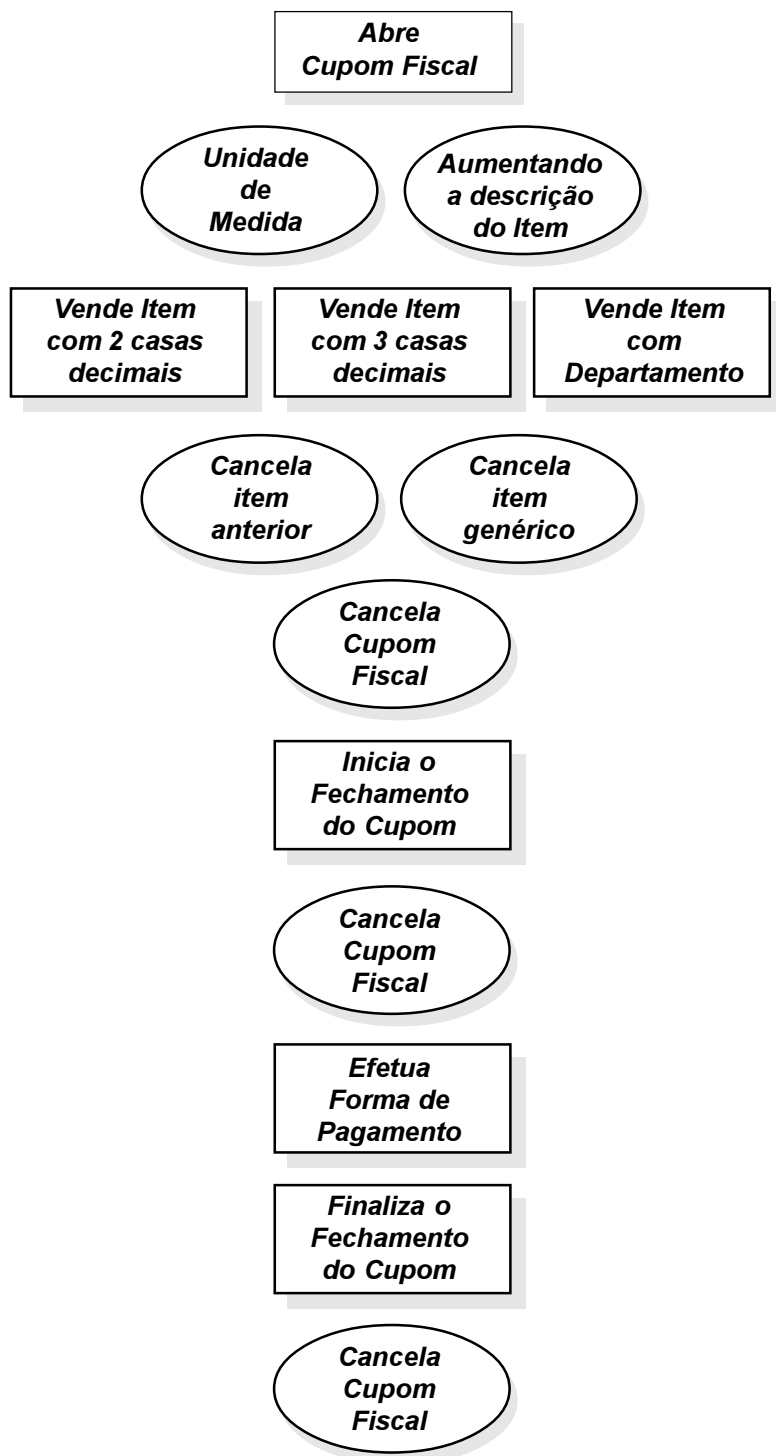 Abre
Cupom Fiscal
Unidade
de
Medida
Aumentando
a descrição
do Item
Vende Item
com 2 casas
decimais
Vende Item
com 3 casas
decimais
Vende Item
com
Departamento
Cancela
item
anterior
Cancela
item
genérico
Cancela
Cupom
Fiscal
Inicia o
Fechamento
do Cupom
Cancela
Cupom
Fiscal
Efetua
Forma de
Pagamento
Finaliza o
Fechamento
do Cupom
Cancela
Cupom
Fiscal